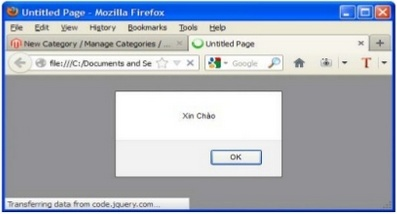 Untitled Page - Mozilla Firefox
File Edit View History Bookmarks Tools Help
New Category / Manage Categories / ... × Untitled Page × +
file:///C:/Documents and Se Google
Xin Chào
OK
Transferring data from code.jquery.com...